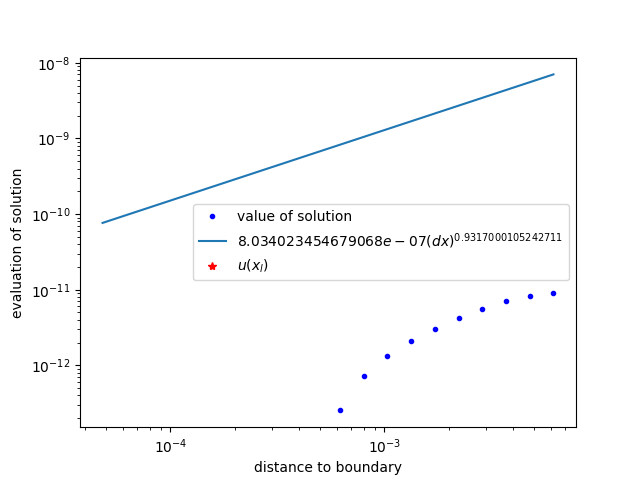 10^{-8}
10^{-9}
10^{-10}
10^{-11}
10^{-12}
evaluation of solution
value of solution
8.034023454679068e − 07(dx)^{0.9317000105242711}
u(x_I)
10^{-4}
10^{-3}
distance to boundary